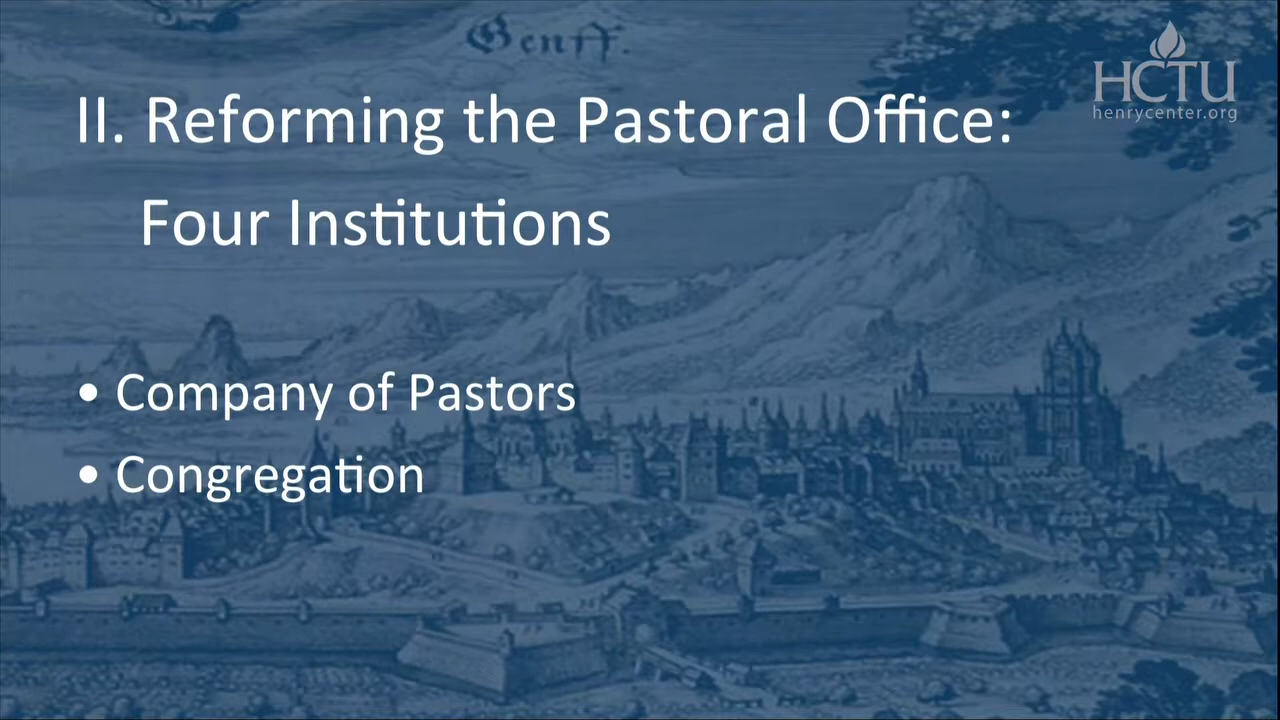 Genff.
HCTU
henrycenter.org
II. Reforming the Pastoral Office:
Four Institutions
• Company of Pastors
• Congregation